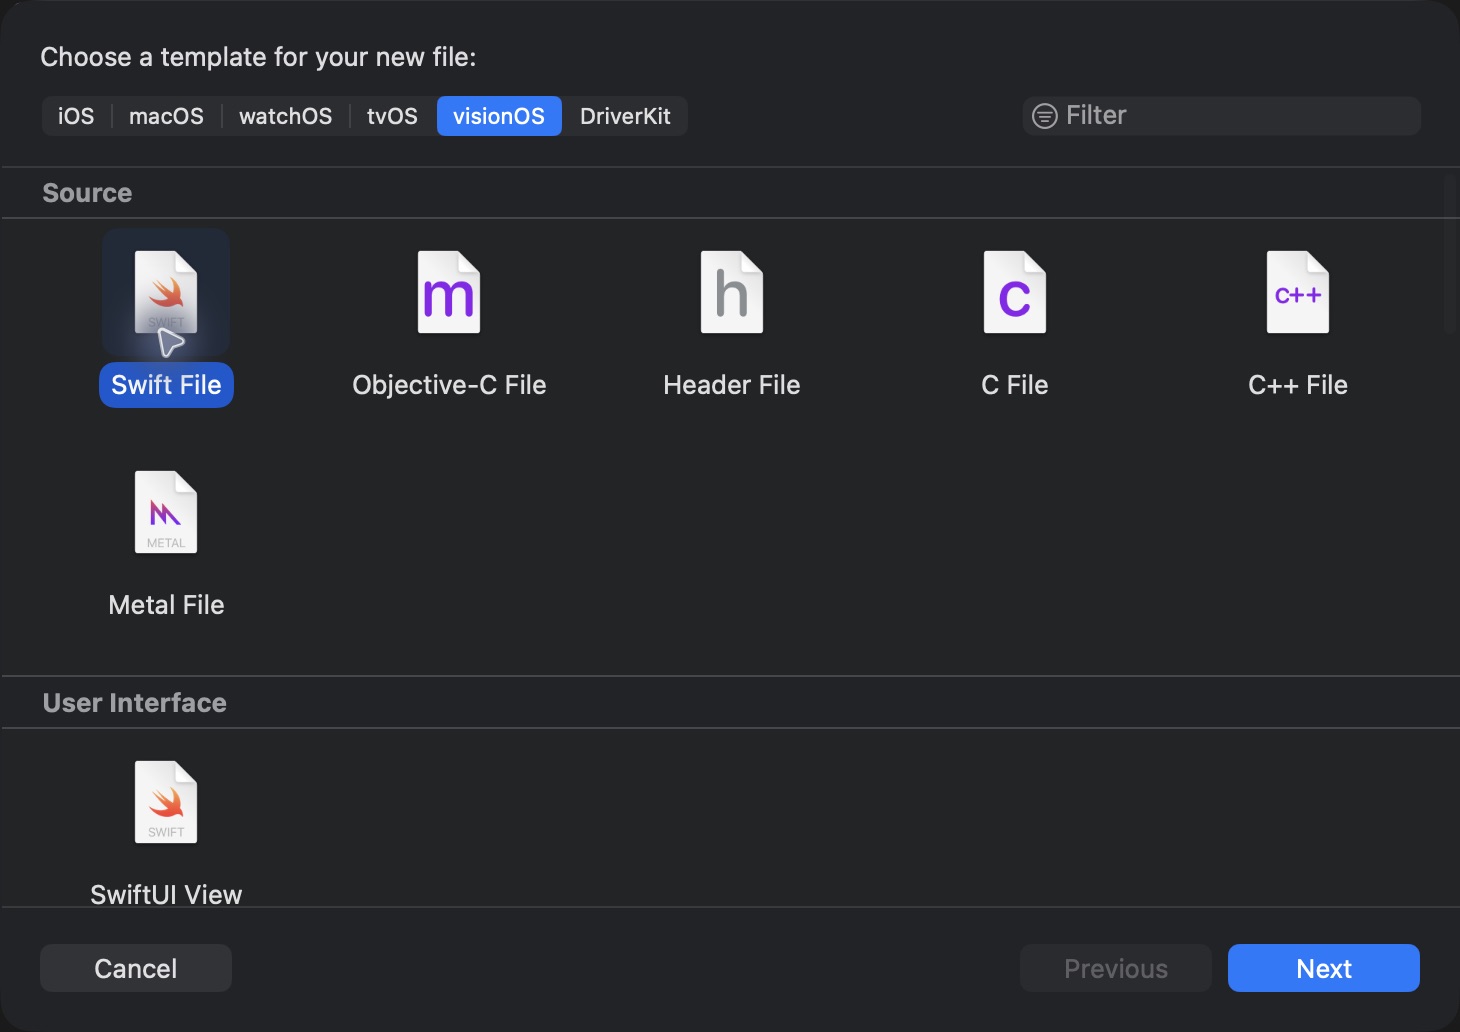 Choose a template for your new file:
iOS macOS watchOS tvOS visionOS DriverKit Filter
Source
SWIFT m h C C++
Swift File Objective-C File Header File C File C++ File
METAL
Metal File
User Interface
SWIFT
SwiftUI View
Cancel Previous Next